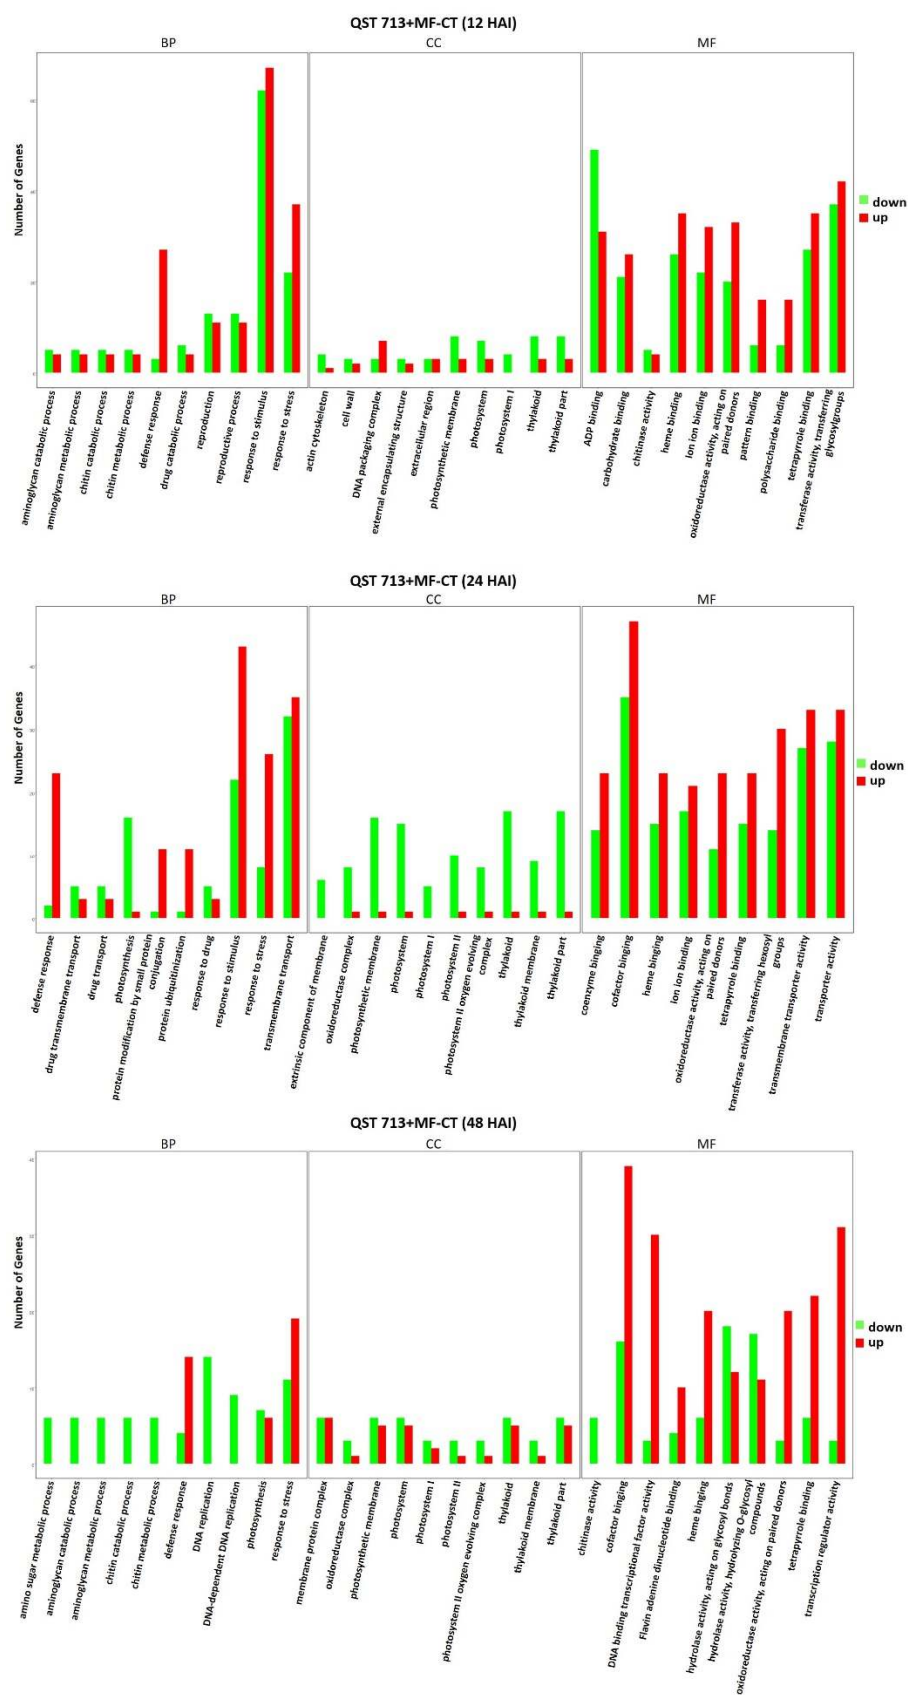 QST 713+MF-CT (12 HAI)
BP
CC
MF
Number of Genes
down
up
aminoglycan catabolic process
aminoglycan metabolic process
chitin catabolic process
chitin metabolic process
defense response
drug catabolic process
reproduction
reproductive process
response to stimulus
response to stress
actin cytoskeleton
cell wall
DNA packaging complex
external encapsulating structure
extracellular region
photosynthetic membrane
photosystem
photosystem I
thylakoid
thylakoid part
ADP binding
carbohydrate binding
chitinase activity
heme binding
Ion ion binding
oxidoreductase activity, acting on
paired donors
pattern binding
polysaccharide binding
tetrapyrrole binding
transferase activity, transferring
glycosylgroups
QST 713+MF-CT (24 HAI)
BP
CC
MF
Number of Genes
down
up
defense response
drug transmembrane transport
drug transport
photosynthesis
protein modification by small protein
conjugation
protein ubiquitinization
response to drug
response to stimulus
response to stress
transmembrane transport
extrinsic component of membrane
oxidoreductase complex
photosynthetic membrane
photosystem
photosystem I
photosystem II
photosystem II oxygen evolving
complex
thylakoid
thylakoid membrane
thylakoid part
coenzyme binging
cofactor binging
heme binging
Ion ion binding
oxidoreductase activity, acting on
paired donors
tetrapyrrole binding
transferase activity, transferring hexosyl
groups
transmembrane transporter activity
transporter activity
QST 713+MF-CT (48 HAI)
BP
CC
MF
Number of Genes
down
up
amino sugar metabolic process
aminoglycan catabolic process
aminoglycan metabolic process
chitin catabolic process
chitin metabolic process
defense response
DNA replication
DNA-dependent DNA replication
photosynthesis
response to stress
membrane protein complex
oxidoreductase complex
photosynthetic membrane
photosystem
photosystem I
photosystem II
photosystem II oxygen evolving complex
thylakoid
thylakoid membrane
thylakoid part
chitinase activity
cofactor binging
DNA binding transcriptional factor activity
Flavin adenine dinucleotide binding
heme binging
hydrolase activity, acting on glycosyl bonds
hydrolase activity, hydrolyzing O-glycosyl
compounds
oxidoreductase activity, acting on paired donors
tetapyrrole binding
transcription regulator activity